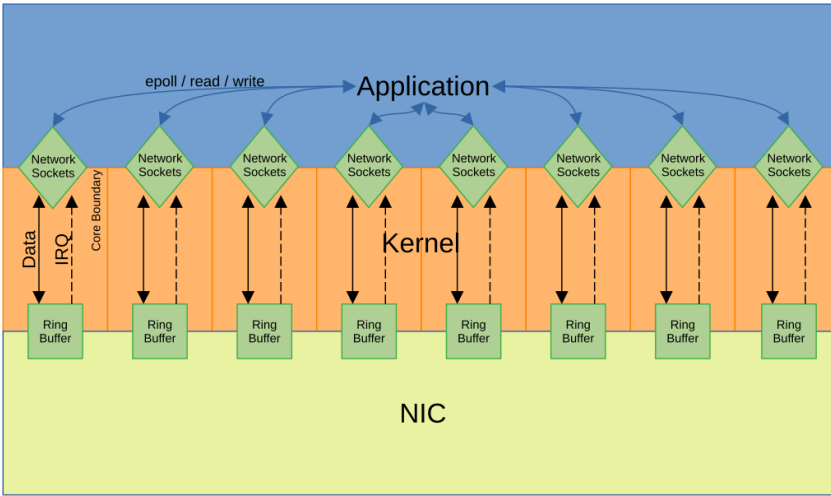 epoll / read / write
Application
Network
Sockets
Network
Sockets
Network
Sockets
Network
Sockets
Network
Sockets
Network
Sockets
Network
Sockets
Network
Sockets
Data
IRQ
Core Boundary
Kernel
Ring
Buffer
Ring
Buffer
Ring
Buffer
Ring
Buffer
Ring
Buffer
Ring
Buffer
Ring
Buffer
Ring
Buffer
NIC